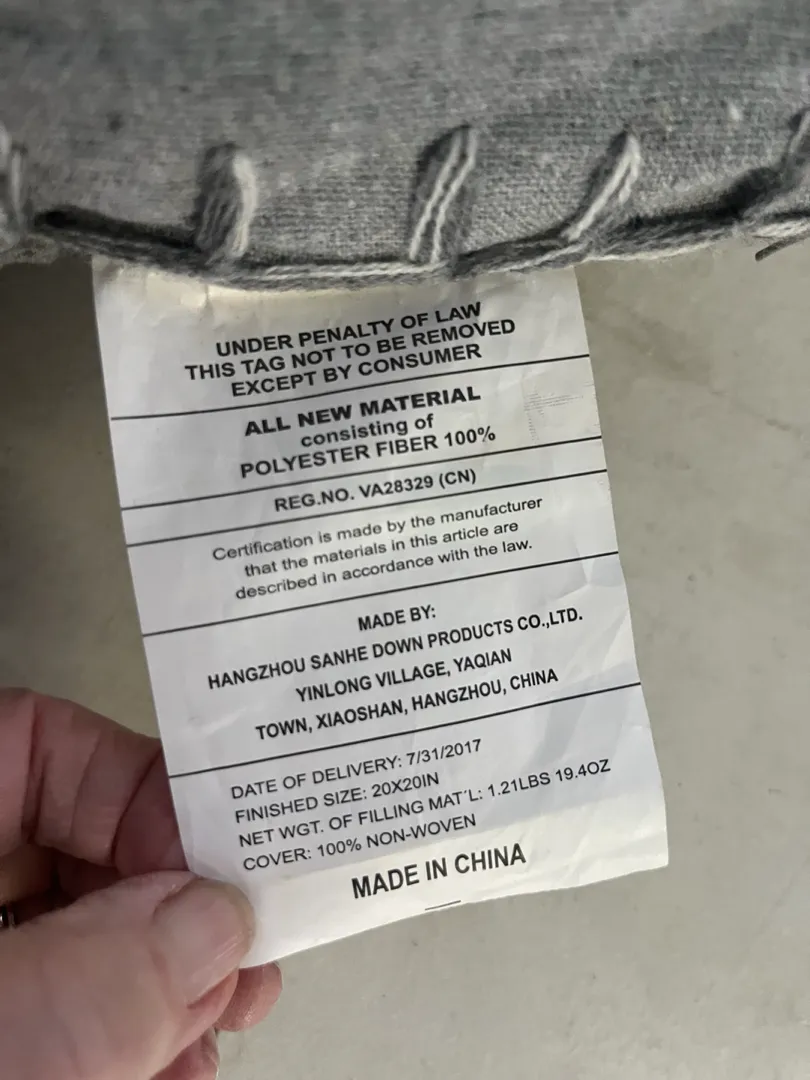 UNDER PENALTY OF LAW
THIS TAG NOT TO BE REMOVED
EXCEPT BY CONSUMER
ALL NEW MATERIAL
consisting of
POLYESTER FIBER 100%
REG.NO. VA28329 (CN)
Certification is made by the manufacturer
that the materials in this article are
described in accordance with the law.
MADE BY:
HANGZHOU SANHE DOWN PRODUCTS CO.,LTD.
YINLONG VILLAGE, YAQIAN
TOWN, XIAOSHAN, HANGZHOU, CHINA
DATE OF DELIVERY: 7/31/2017
FINISHED SIZE: 20X20IN
NET WGT. OF FILLING MAT´L: 1.21LBS 19.4OZ
COVER: 100% NON-WOVEN
MADE IN CHINA